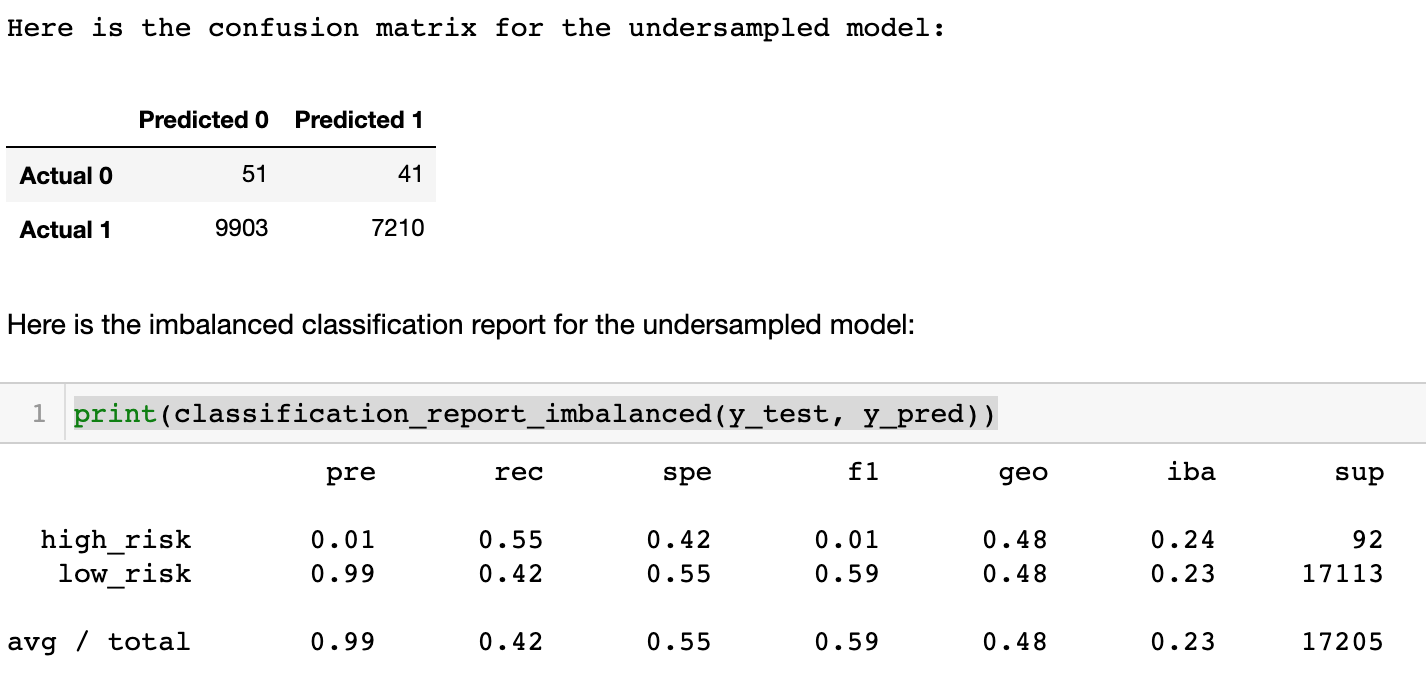 Here is the confusion matrix for the undersampled model:
Predicted 0 Predicted 1
Actual 0 51 41
Actual 1 9903 7210
Here is the imbalanced classification report for the undersampled model:
1 print(classification_report_imbalanced(y_test, y_pred))
pre rec spe f1 geo iba sup
high_risk 0.01 0.55 0.42 0.01 0.48 0.24 92
low_risk 0.99 0.42 0.55 0.59 0.48 0.23 17113
avg / total 0.99 0.42 0.55 0.59 0.48 0.23 17205